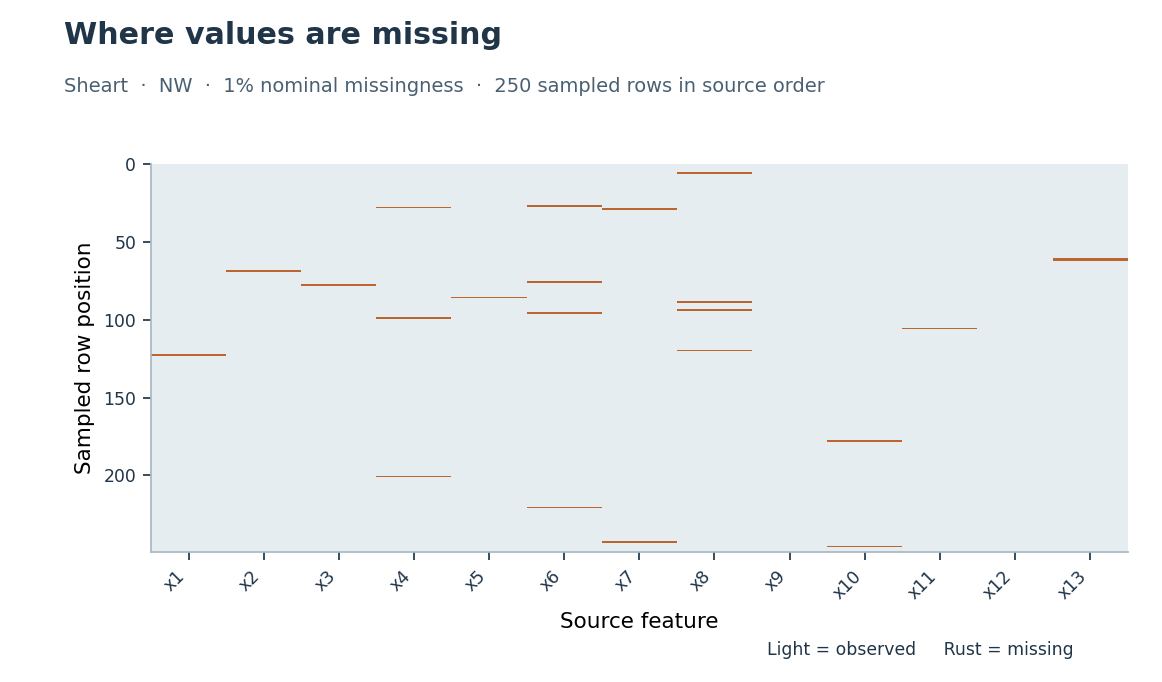 Where values are missing
Sheart · NW · 1% nominal missingness · 250 sampled rows in source order
Sampled row position
0
50
100
150
200
x1 x2 x3 x4 x5 x6 x7 x8 x9 x10 x11 x12 x13
Source feature
Light = observed Rust = missing